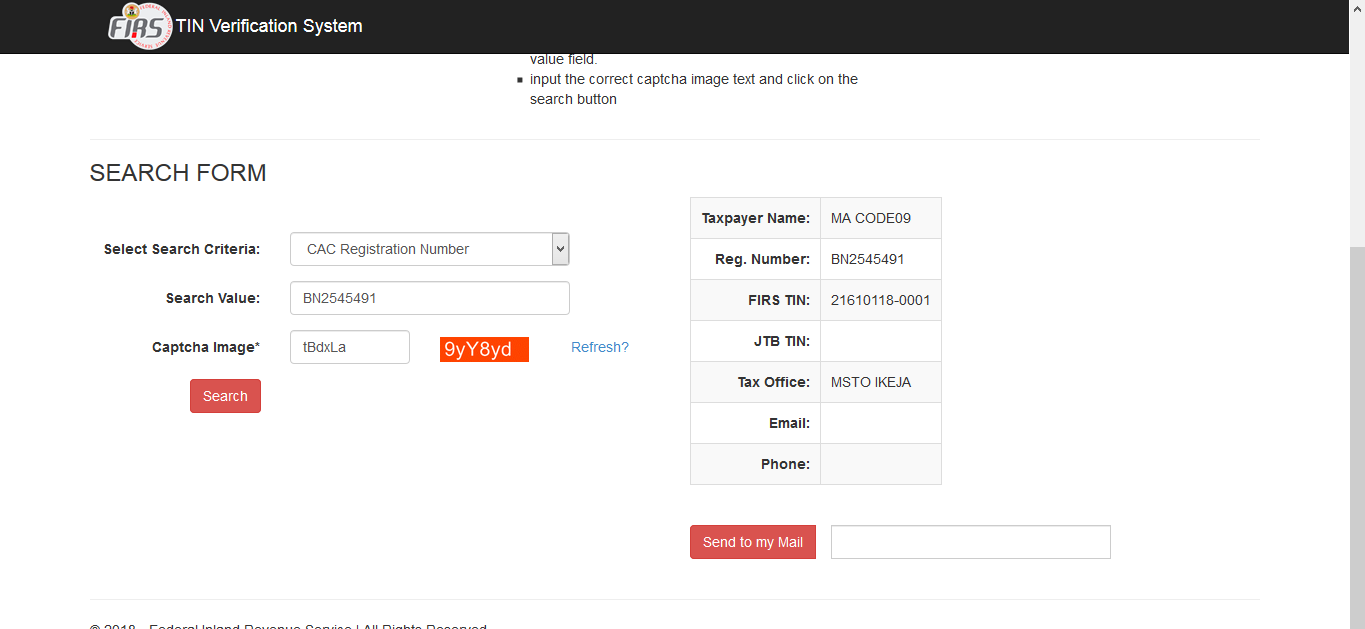 FIRS
TIN Verification System
value field.
▪ input the correct captcha image text and click on the
search button
SEARCH FORM
Select Search Criteria: CAC Registration Number
Search Value: BN2545491
Captcha Image* tBdxLa 9yY8yd Refresh?
Search
Taxpayer Name: MA CODE09
Reg. Number: BN2545491
FIRS TIN: 21610118-0001
JTB TIN:
Tax Office: MSTO IKEJA
Email:
Phone:
Send to my Mail
© 2018 - Federal Inland Revenue Service | All Rights Reserved